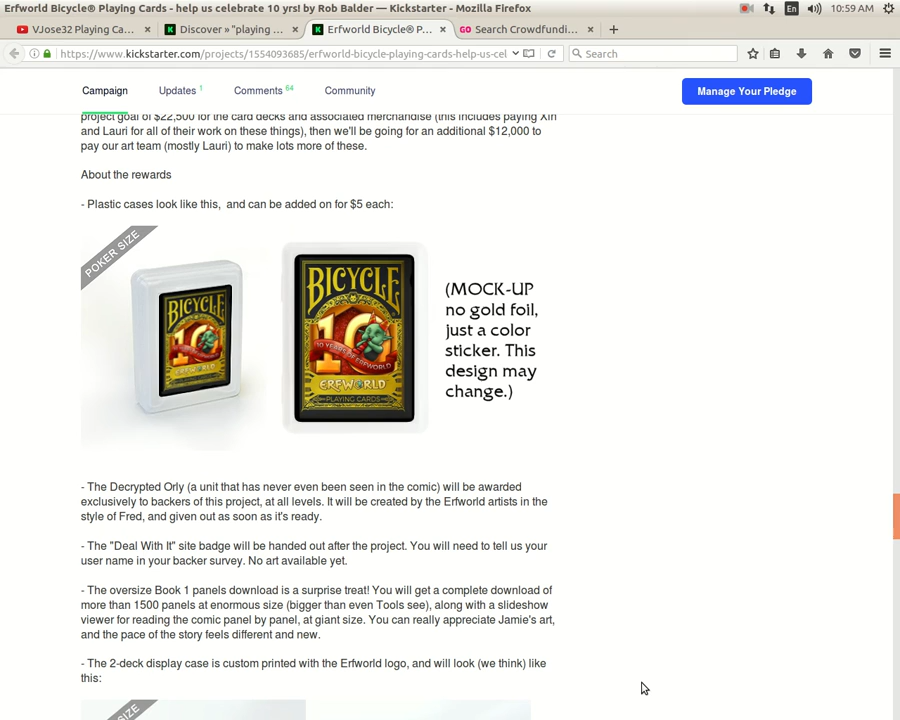 Erfworld Bicycle® Playing Cards - help us celebrate 10 yrs! by Rob Balder — Kickstarter - Mozilla Firefox
En
10:59 AM
VJose32 Playing Ca...
Discover » "playing ...
Erfworld Bicycle® P...
GO Search Crowdfundi...
https://www.kickstarter.com/projects/1554093685/erfworld-bicycle-playing-cards-help-us-cel
Search
Campaign
Updates 1
Comments 64
Community
Manage Your Pledge
project goal of $22,500 for the card decks and associated merchandise (this includes paying Xin
and Lauri for all of their work on these things), then we'll be going for an additional $12,000 to
pay our art team (mostly Lauri) to make lots more of these.
About the rewards
- Plastic cases look like this, and can be added on for $5 each:
POKER SIZE
BICYCLE
10
ERFWORLD
BICYCLE
10
10 YEARS OF ERFWORLD
ERFWORLD
PLAYING CARDS
(MOCK-UP
no gold foil,
just a color
sticker. This
design may
change.)
- The Decrypted Orly (a unit that has never even been seen in the comic) will be awarded
exclusively to backers of this project, at all levels. It will be created by the Erfworld artists in the
style of Fred, and given out as soon as it's ready.
- The "Deal With It" site badge will be handed out after the project. You will need to tell us your
user name in your backer survey. No art available yet.
- The oversize Book 1 panels download is a surprise treat! You will get a complete download of
more than 1500 panels at enormous size (bigger than even Tools see), along with a slideshow
viewer for reading the comic panel by panel, at giant size. You can really appreciate Jamie's art,
and the pace of the story feels different and new.
- The 2-deck display case is custom printed with the Erfworld logo, and will look (we think) like
this:
SIZE